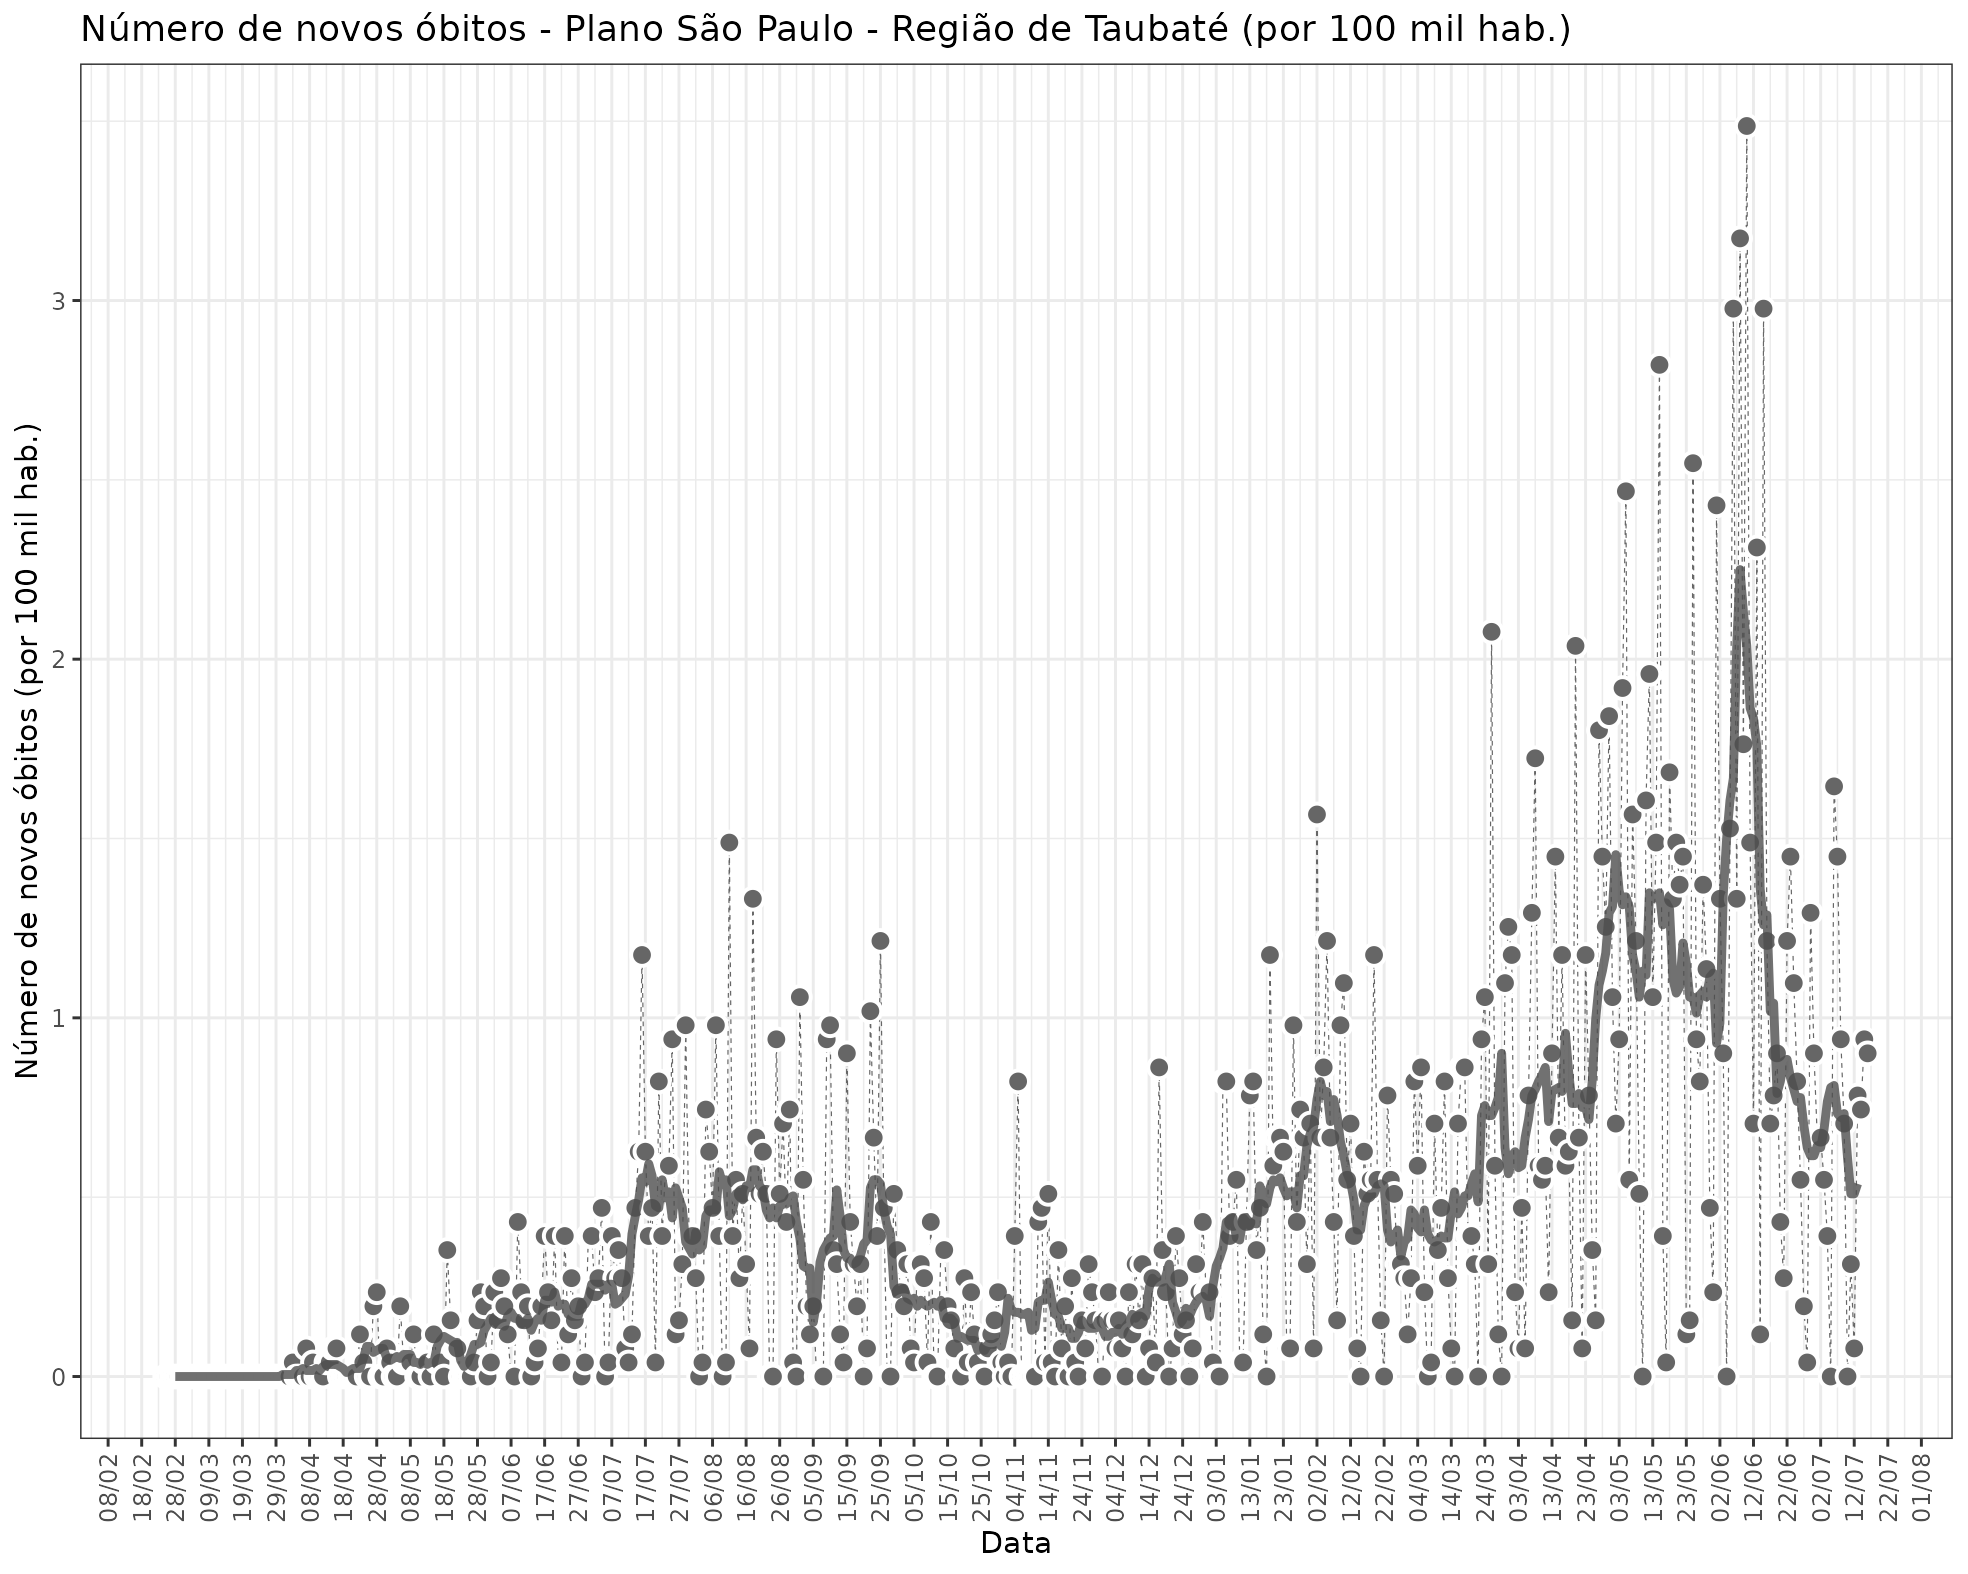 Número de novos óbitos - Plano São Paulo - Região de Taubaté (por 100 mil hab.)
Número de novos óbitos (por 100 mil hab.)
3
2
1
0
08/02 18/02 28/02 09/03 19/03 29/03 08/04 18/04 28/04 08/05 18/05 28/05 07/06 17/06 27/06 07/07 17/07 27/07 06/08 16/08 26/08 05/09 15/09 25/09 05/10 15/10 25/10 04/11 14/11 24/11 04/12 14/12 24/12 03/01 13/01 23/01 02/02 12/02 22/02 04/03 14/03 24/03 03/04 13/04 23/04 03/05 13/05 23/05 02/06 12/06 22/06 02/07 12/07 22/07 01/08
Data